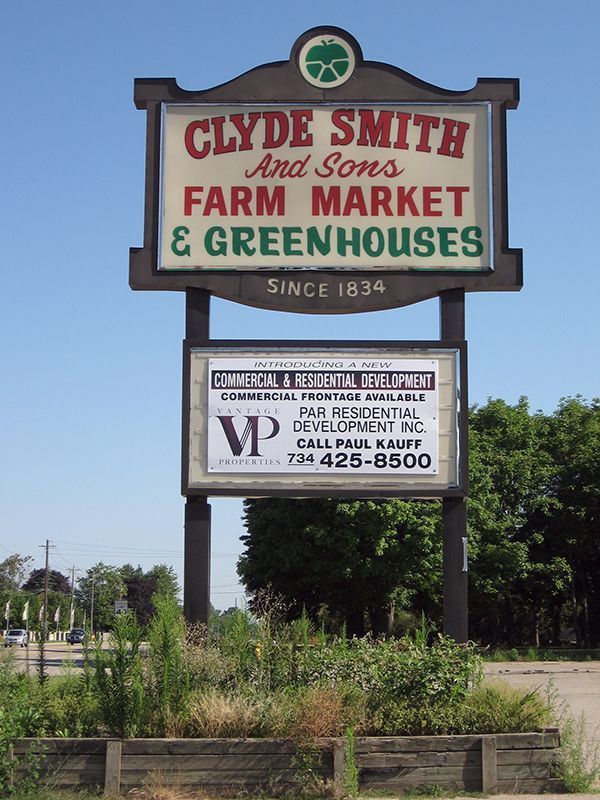 CLYDE SMITH
And Sons
FARM MARKET
& GREENHOUSES
SINCE 1834
INTRODUCING A NEW
COMMERCIAL & RESIDENTIAL DEVELOPMENT
COMMERCIAL FRONTAGE AVAILABLE
VANTAGE
VP
PROPERTIES
PAR RESIDENTIAL
DEVELOPMENT INC.
CALL PAUL KAUFF
734 425-8500